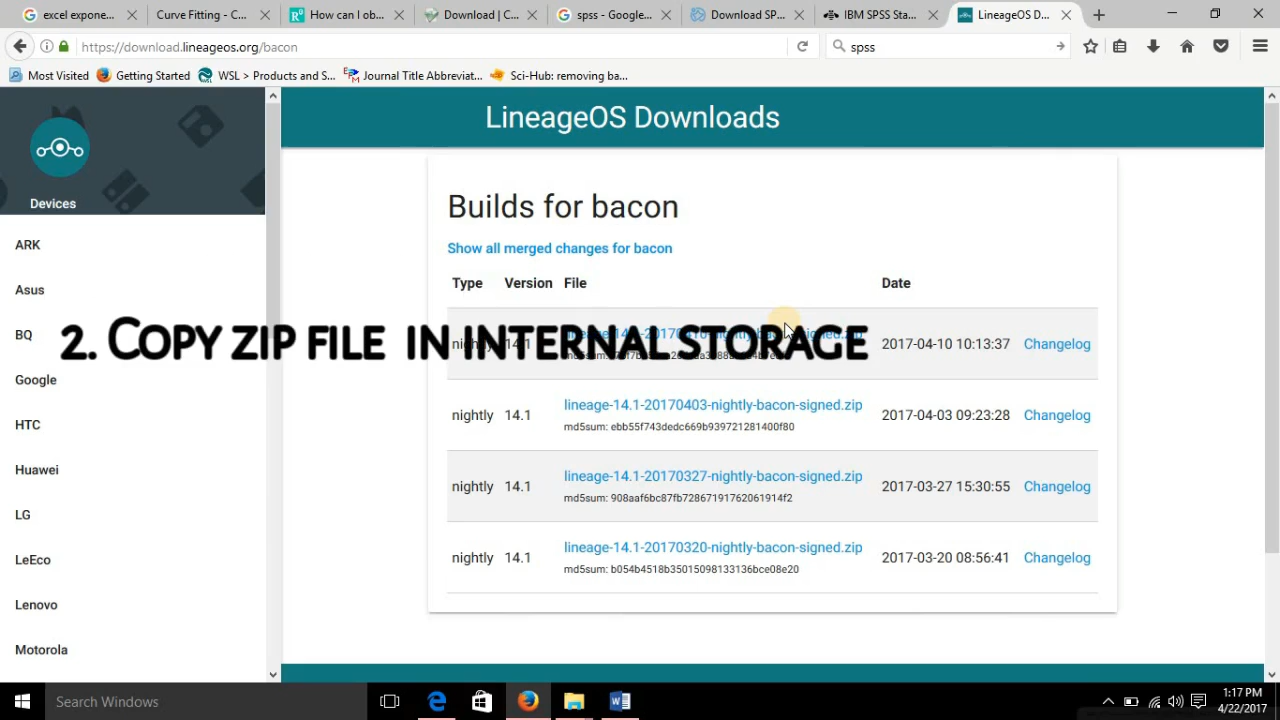 excel expone...
Curve Fitting - C...
How can I ob...
Download | C...
spss - Google...
Download SP...
IBM SPSS Sta...
LineageOS D...
https://download.lineageos.org/bacon
spss
Most Visited
Getting Started
WSL > Products and S...
Journal Title Abbreviat...
Sci-Hub: removing ba...
LineageOS Downloads
Devices
ARK
Asus
BQ
Google
HTC
Huawei
LG
LeEco
Lenovo
Motorola
Builds for bacon
Show all merged changes for bacon
Type Version File Date
2. Copy zip file in internal storage
2017-04-10 10:13:37 Changelog
nightly 14.1 lineage-14.1-20170403-nightly-bacon-signed.zip 2017-04-03 09:23:28 Changelog
md5sum: ebb55f743dedc669b939721281400f80
nightly 14.1 lineage-14.1-20170327-nightly-bacon-signed.zip 2017-03-27 15:30:55 Changelog
md5sum: 908aaf6bc87fb72867191762061914f2
nightly 14.1 lineage-14.1-20170320-nightly-bacon-signed.zip 2017-03-20 08:56:41 Changelog
md5sum: b054b4518b35015098133136bce08e20
Search Windows
1:17 PM
4/22/2017